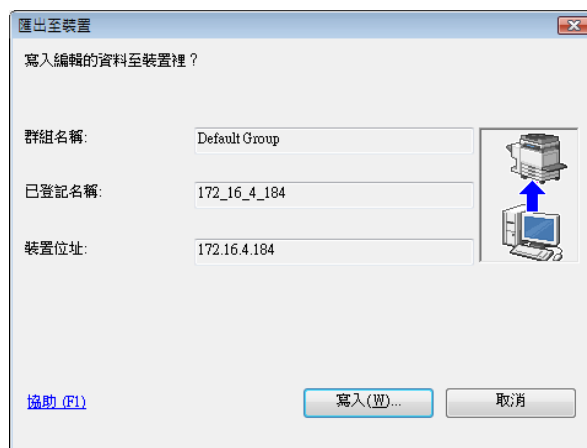 匯出至裝置
寫入編輯的資料至裝置裡？
群組名稱: Default Group
已登記名稱: 172_16_4_184
裝置位址: 172.16.4.184
協助 (F1) 寫入(W)... 取消